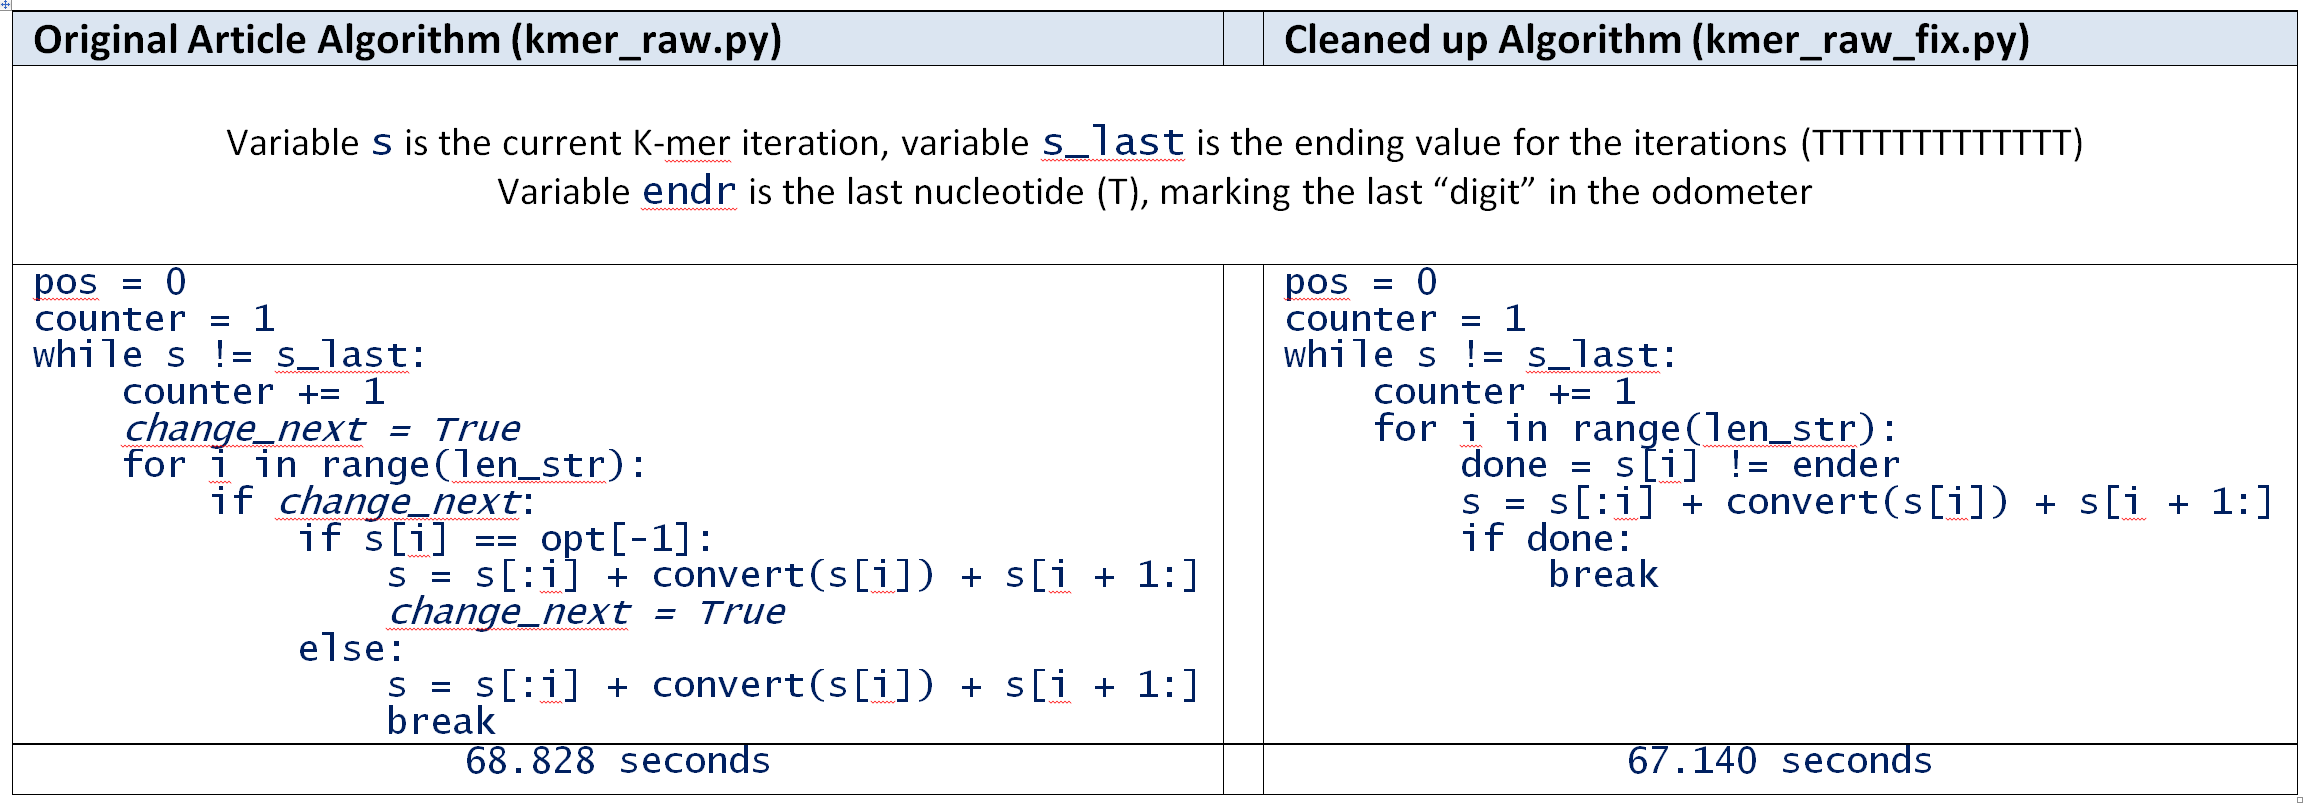 Original Article Algorithm (kmer_raw.py)
Cleaned up Algorithm (kmer_raw_fix.py)
Variable s is the current K-mer iteration, variable s_last is the ending value for the iterations (TTTTTTTTTTTTT)
Variable endr is the last nucleotide (T), marking the last “digit” in the odometer
pos = 0
counter = 1
while s != s_last:
    counter += 1
    change_next = True
    for i in range(len_str):
        if change_next:
            if s[i] == opt[-1]:
                s = s[:i] + convert(s[i]) + s[i + 1:]
                change_next = True
            else:
                s = s[:i] + convert(s[i]) + s[i + 1:]
                break
pos = 0
counter = 1
while s != s_last:
    counter += 1
    for i in range(len_str):
        done = s[i] != ender
        s = s[:i] + convert(s[i]) + s[i + 1:]
        if done:
            break
68.828 seconds
67.140 seconds